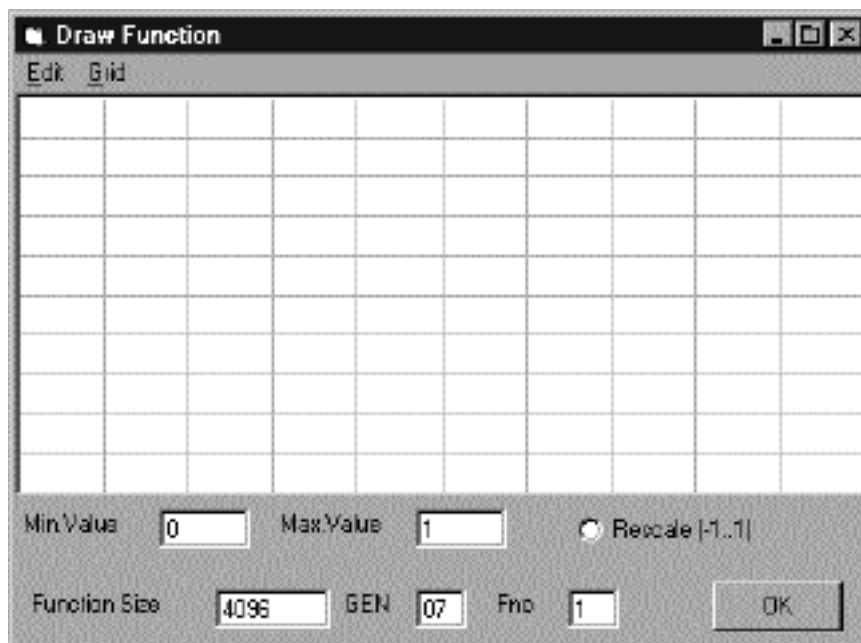 Draw Function
Edit Grid
Min.Value 0 Max.Value 1 Rescale |-1..1|
Function Size 4096 GEN 07 Fno 1 OK